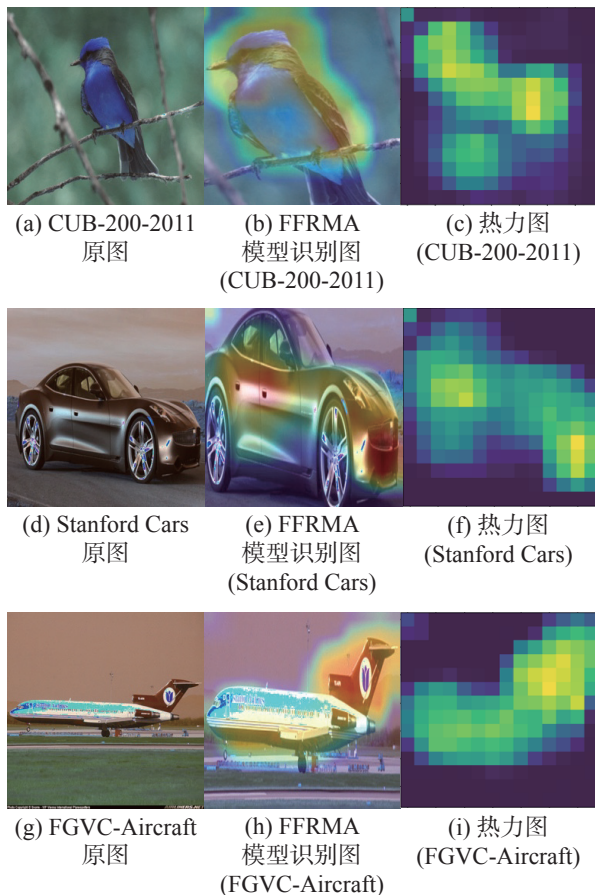 (a) CUB-200-2011
原图
(b) FFRMA
模型识别图
(CUB-200-2011)
(c) 热力图
(CUB-200-2011)
(d) Stanford Cars
原图
(e) FFRMA
模型识别图
(Stanford Cars)
(f) 热力图
(Stanford Cars)
(g) FGVC-Aircraft
原图
(h) FFRMA
模型识别图
(FGVC-Aircraft)
(i) 热力图
(FGVC-Aircraft)